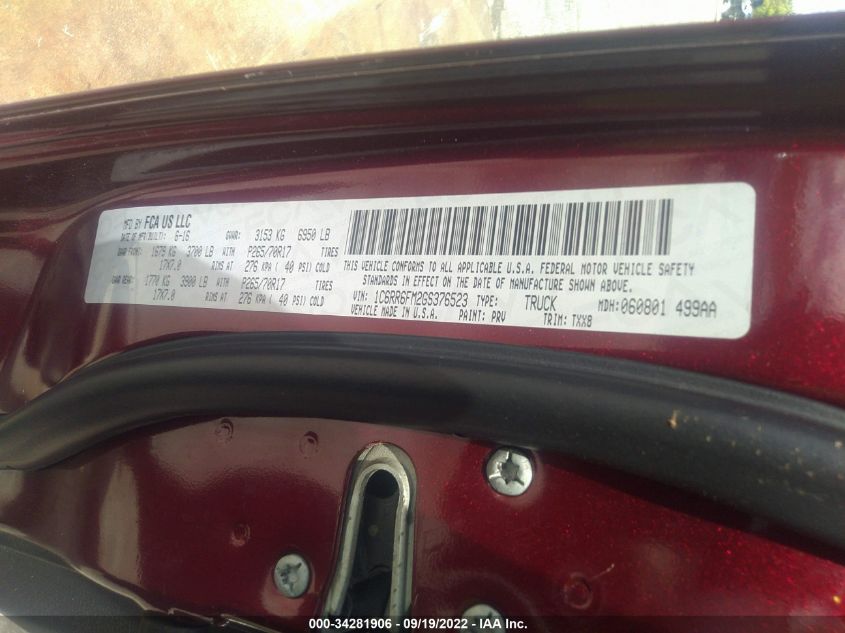 MFD BY FCA US LLC
DATE OF MFR(BUILT): 6-16 GVWR: 3153 KG 6950 LB
GAWR FRONT: 1679 KG 3700 LB WITH P265/70R17 TIRES
17X7.0 RIMS AT 276 KPA ( 40 PSI) COLD
GAWR REAR: 1770 KG 3900 LB WITH P265/70R17 TIRES
17X7.0 RIMS AT 276 KPA ( 40 PSI) COLD
THIS VEHICLE CONFORMS TO ALL APPLICABLE U.S.A. FEDERAL MOTOR VEHICLE SAFETY
STANDARDS IN EFFECT ON THE DATE OF MANUFACTURE SHOWN ABOVE.
VIN: 1C6RR6FM2GS376523 TYPE: TRUCK MDH:060801 499AA
VEHICLE MADE IN U.S.A. PAINT: PRV TRIM: TXX8
000-34281906 - 09/19/2022 - IAA Inc.